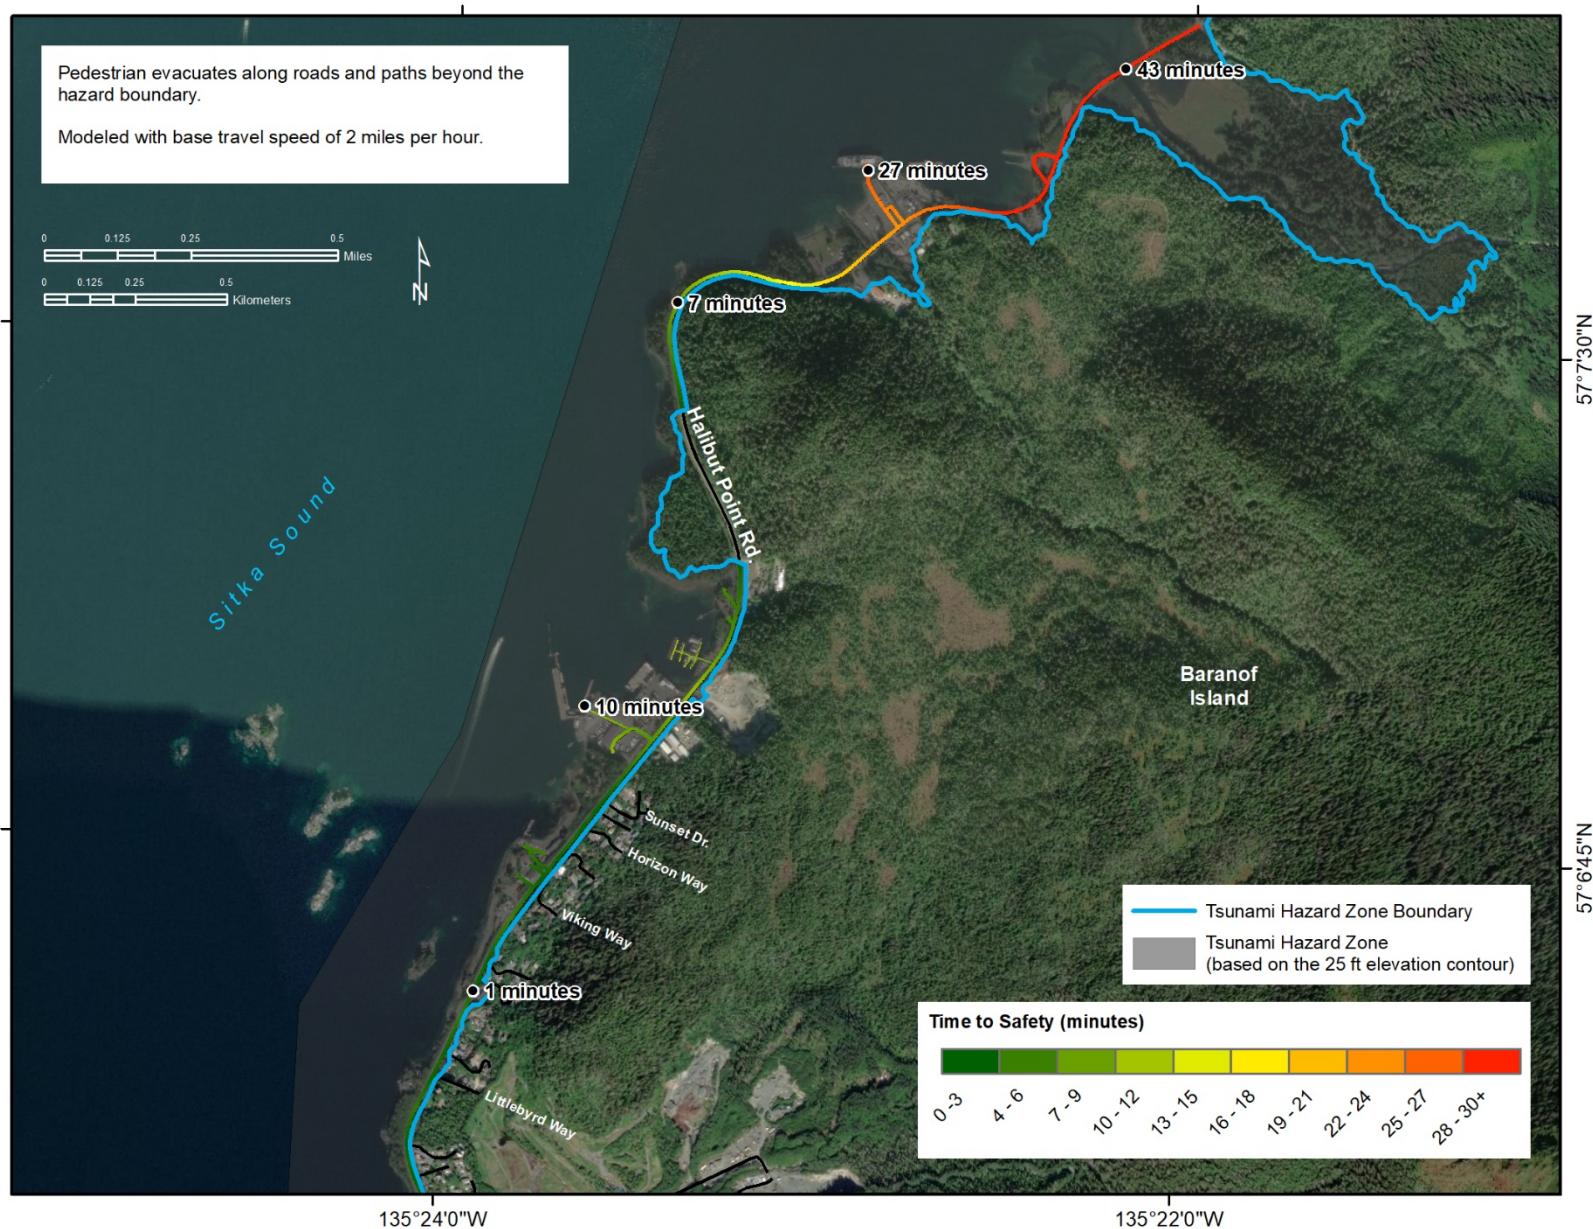 Pedestrian evacuates along roads and paths beyond the
hazard boundary.
Modeled with base travel speed of 2 miles per hour.
0 0.125 0.25 0.5
Miles
0 0.125 0.25 0.5
Kilometers
N
43 minutes
27 minutes
7 minutes
57°7'30"N
Halibut Point Rd
Sitka Sound
Baranof
Island
10 minutes
Sunset Dr.
Horizon Way
Viking Way
57°6'45"N
1 minutes
Littlebyrd Way
Tsunami Hazard Zone Boundary
Tsunami Hazard Zone
(based on the 25 ft elevation contour)
Time to Safety (minutes)
0 -3
4 - 6
7 - 9
10 - 12
13 - 15
16 - 18
19 - 21
22 - 24
25 - 27
28 - 30+
135°24'0"W
135°22'0"W